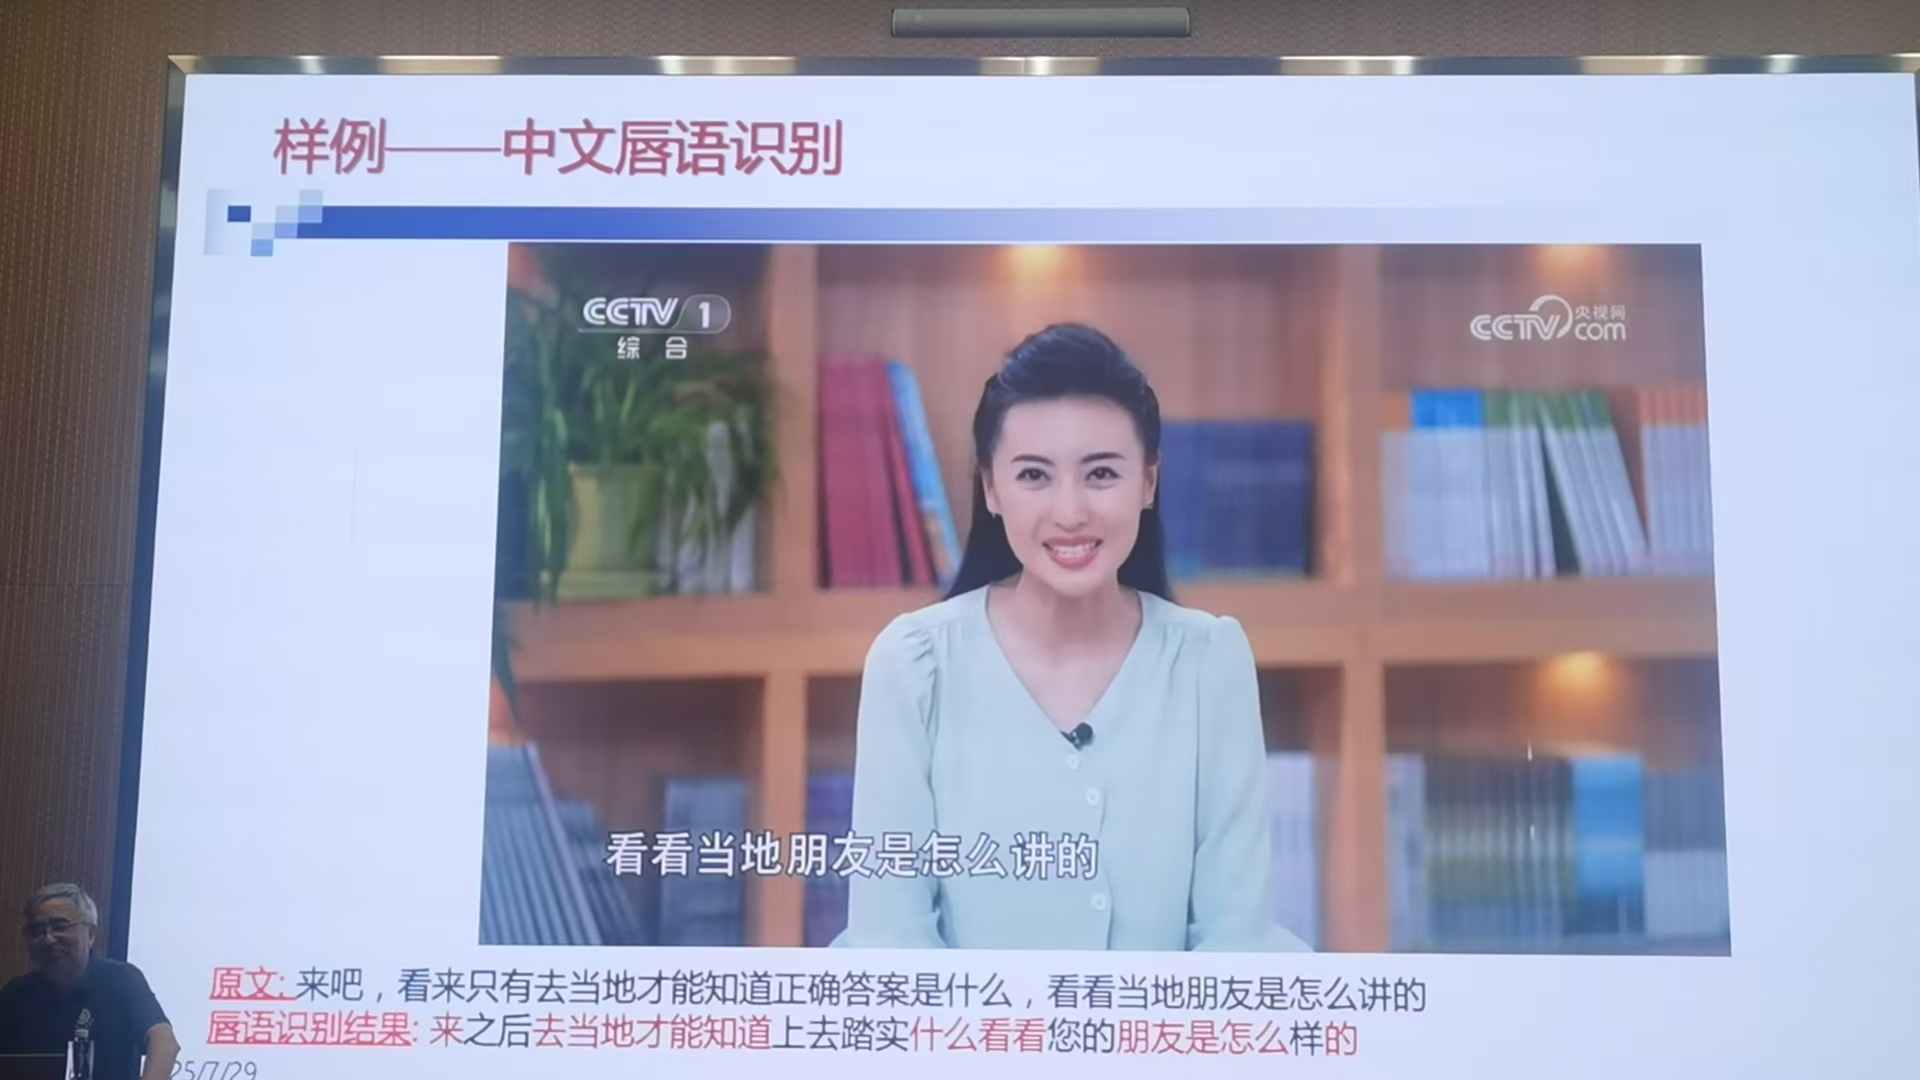 样例——中文唇语识别
CCTV 1
综合
CCTV 央视网
com
看看当地朋友是怎么讲的
原文: 来吧，看来只有去当地才能知道正确答案是什么，看看当地朋友是怎么讲的
唇语识别结果: 来之后去当地才能知道上去踏实什么看看您的朋友是怎么样的
25/7/29